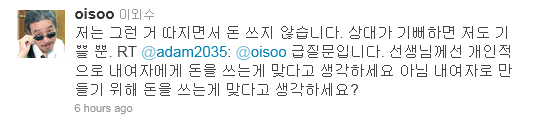 oisoo 이외수
저는 그런 거 따지면서 돈 쓰지 않습니다. 상대가 기뻐하면 저도 기
쁠 뿐. RT @adam2035: @oisoo 급질문입니다. 선생님께선 개인적
으로 내여자에게 돈을 쓰는게 맞다고 생각하세요 아님 내여자로 만
들기 위해 돈을 쓰는게 맞다고 생각하세요?
6 hours ago